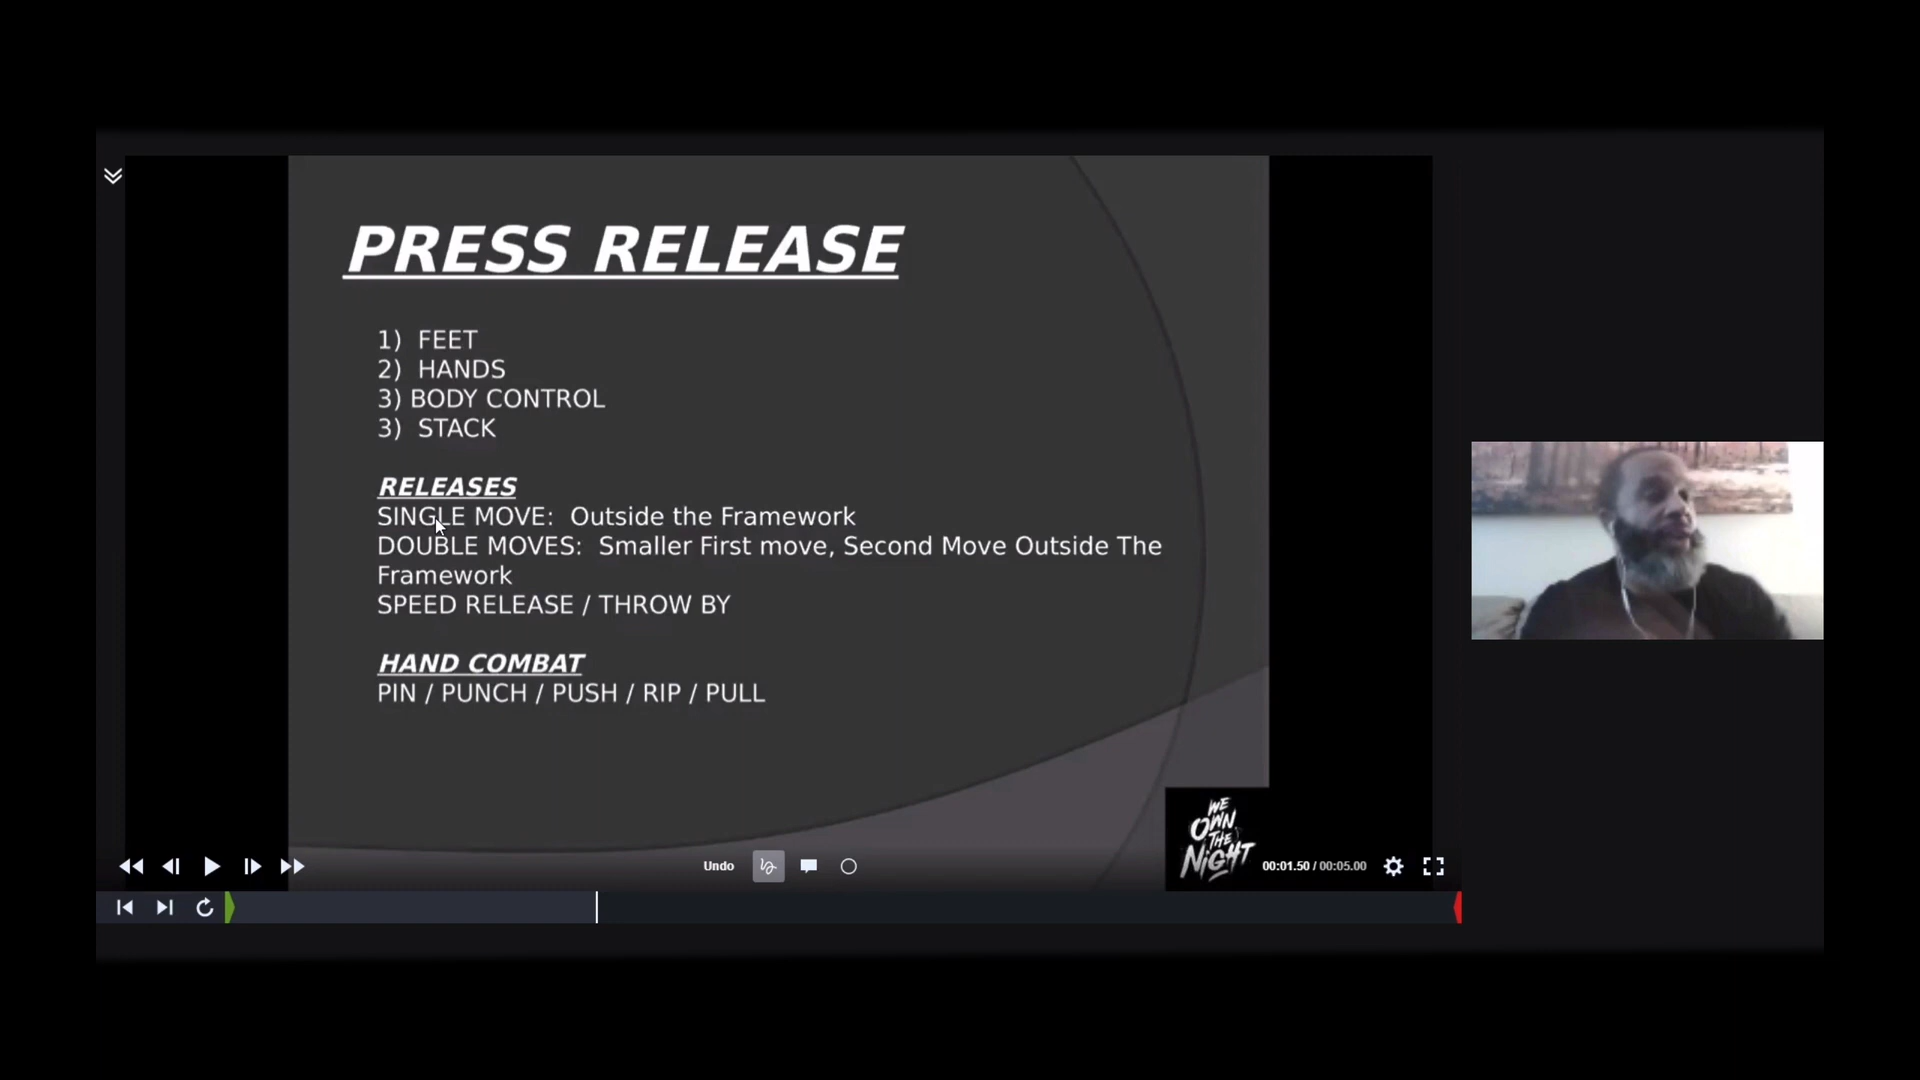 PRESS RELEASE
1) FEET
2) HANDS
3) BODY CONTROL
3) STACK
RELEASES
SINGLE MOVE: Outside the Framework
DOUBLE MOVES: Smaller First move, Second Move Outside The
Framework
SPEED RELEASE / THROW BY
HAND COMBAT
PIN / PUNCH / PUSH / RIP / PULL
WE
OWN
THE
NIGHT
Undo
00:01.50 / 00:05.00